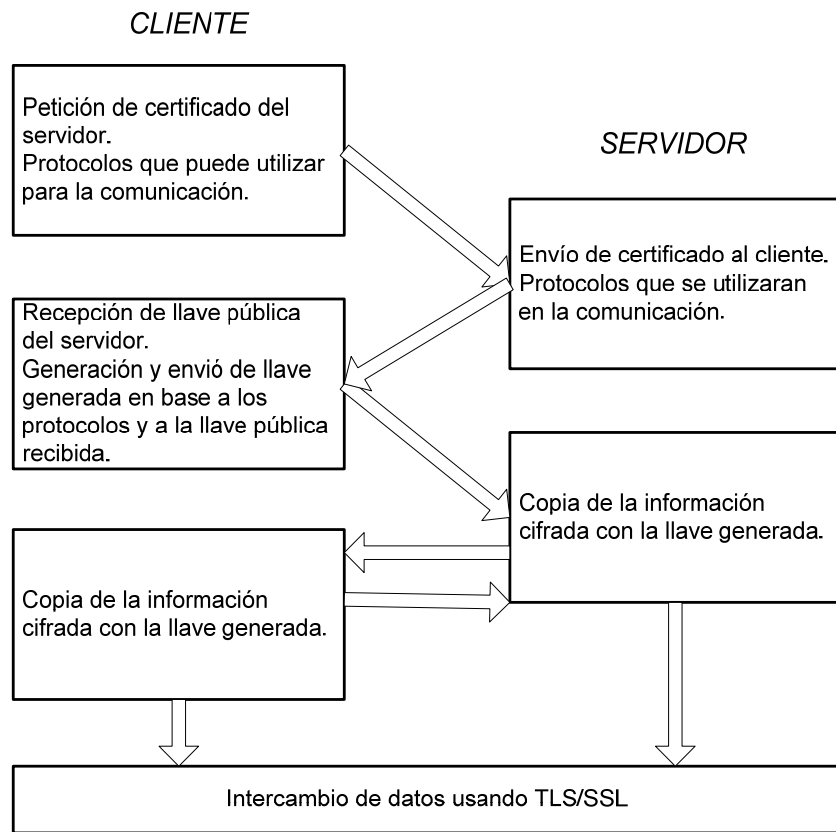 CLIENTE
Petición de certificado del
servidor.
Protocolos que puede utilizar
para la comunicación.
SERVIDOR
Envío de certificado al cliente.
Protocolos que se utilizaran
en la comunicación.
Recepción de llave pública
del servidor.
Generación y envió de llave
generada en base a los
protocolos y a la llave pública
recibida.
Copia de la información
cifrada con la llave generada.
Copia de la información
cifrada con la llave generada.
Intercambio de datos usando TLS/SSL